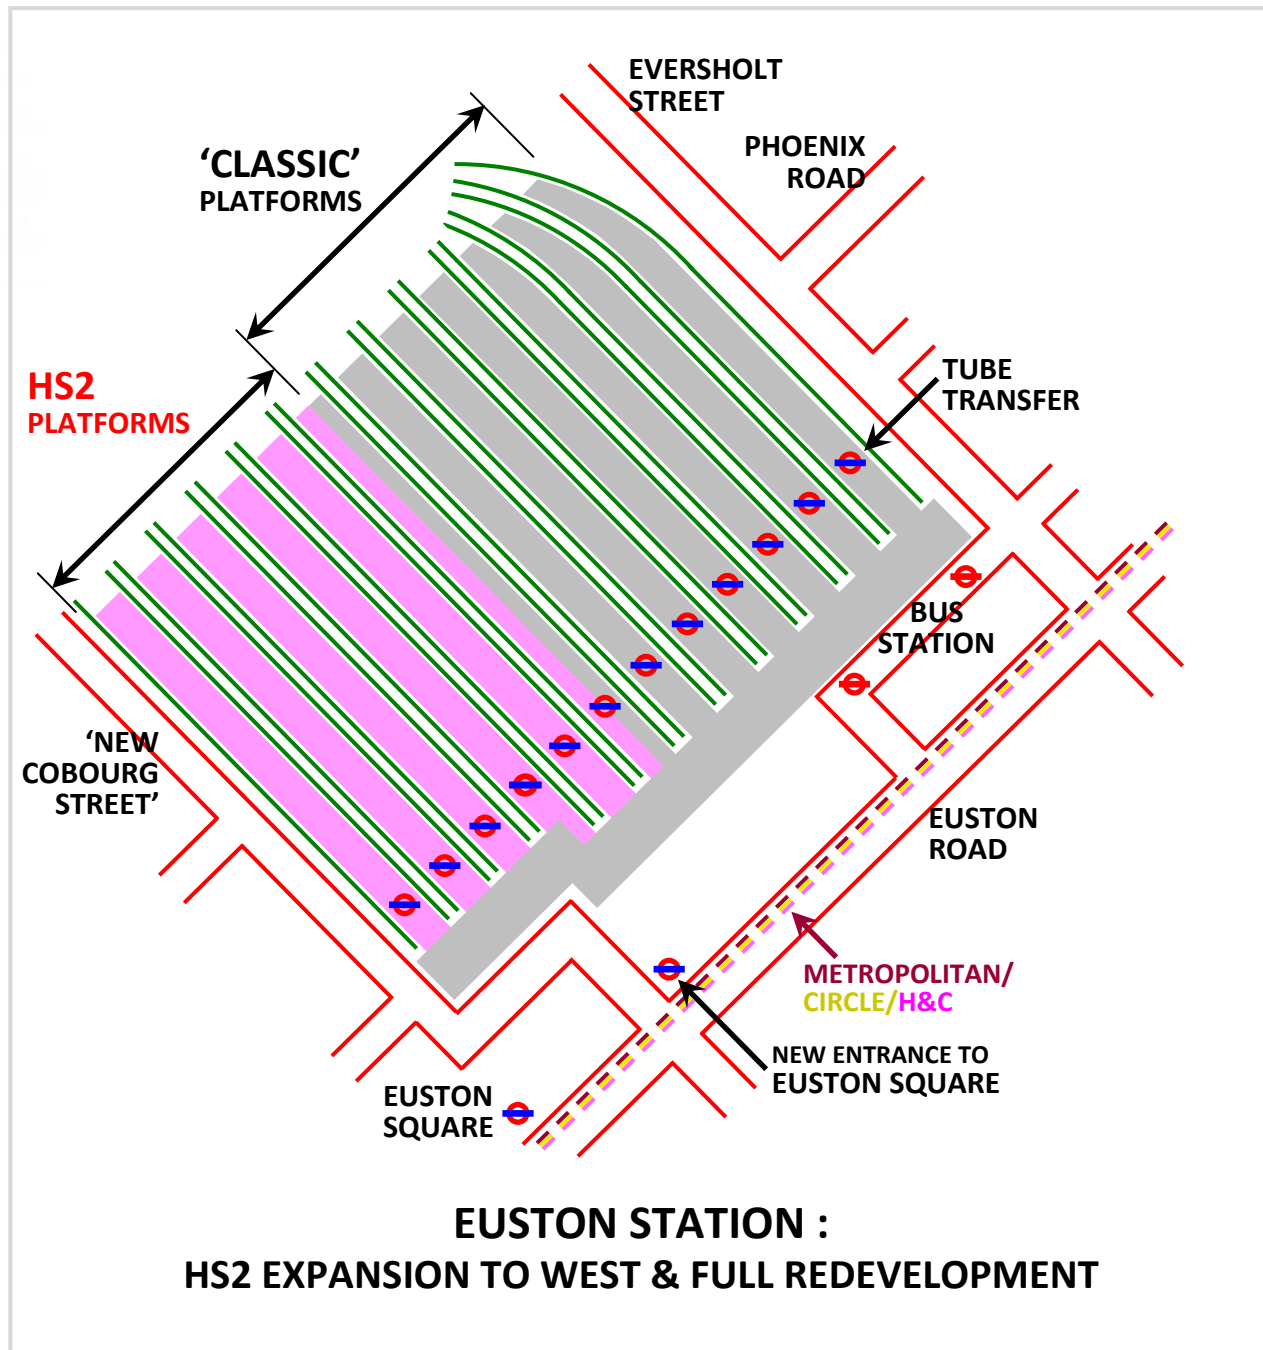 EVERSHOLT
STREET
PHOENIX
ROAD
‘CLASSIC’
PLATFORMS
HS2
PLATFORMS
TUBE
TRANSFER
BUS
STATION
‘NEW
COBOURG
STREET’
EUSTON
ROAD
METROPOLITAN/
CIRCLE/H&C
NEW ENTRANCE TO
EUSTON SQUARE
EUSTON
SQUARE
EUSTON STATION :
HS2 EXPANSION TO WEST & FULL REDEVELOPMENT